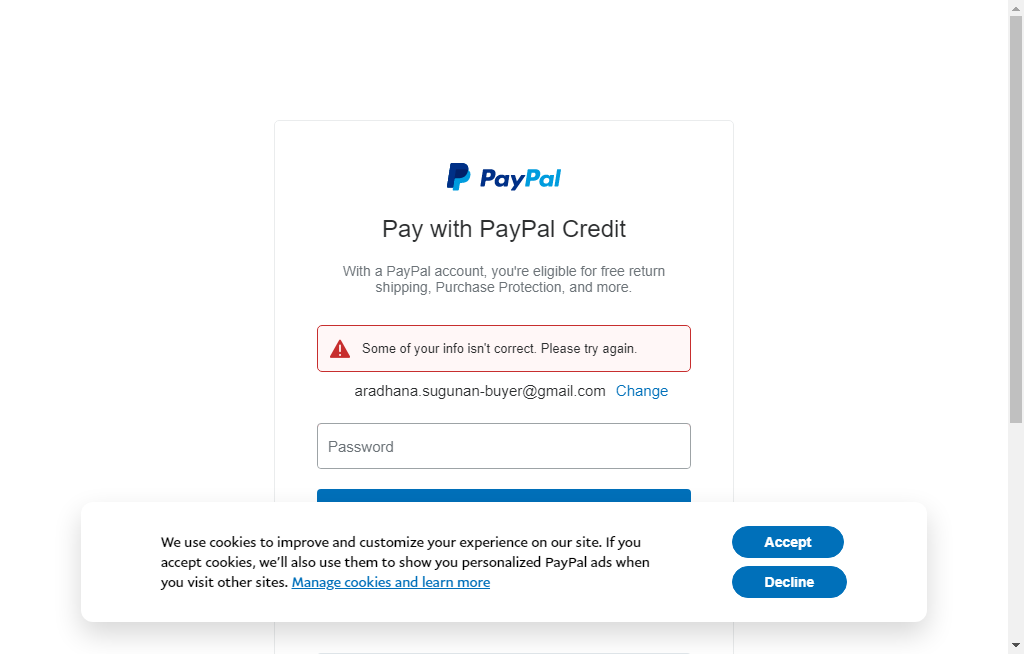 PayPal
Pay with PayPal Credit
With a PayPal account, you're eligible for free return
shipping, Purchase Protection, and more.
Some of your info isn't correct. Please try again.
aradhana.sugunan-buyer@gmail.com Change
Password
We use cookies to improve and customize your experience on our site. If you
accept cookies, we'll also use them to show you personalized PayPal ads when
you visit other sites. Manage cookies and learn more
Accept
Decline